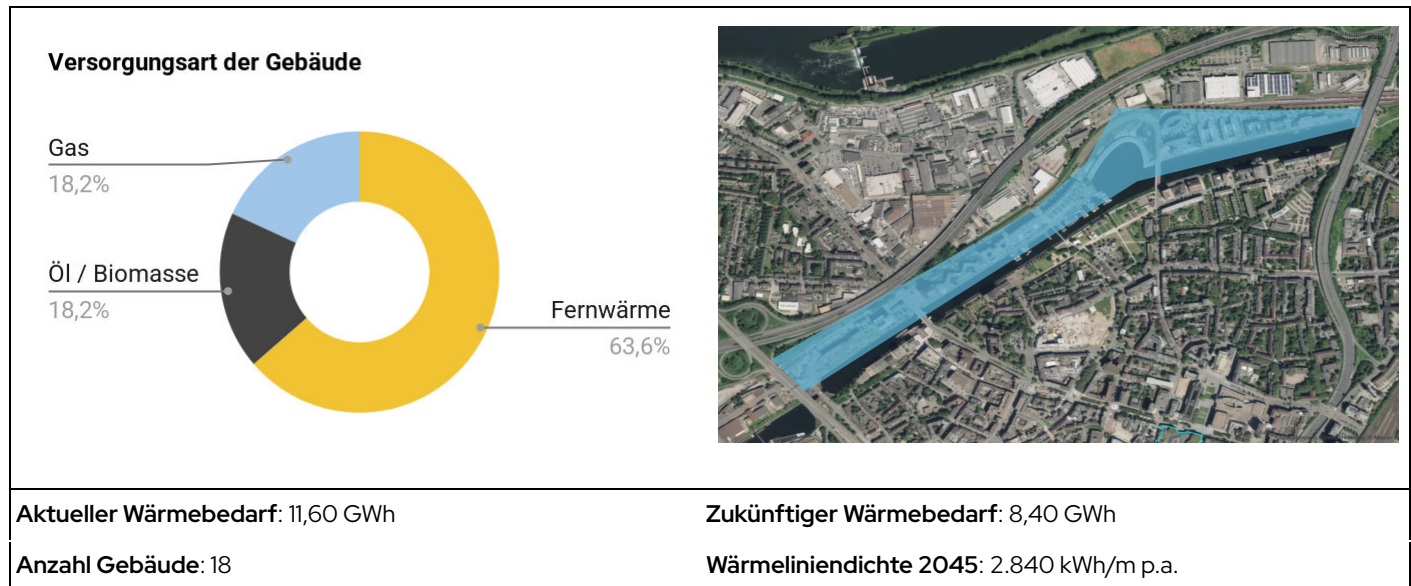 Versorgungsart der Gebäude
Gas
18,2%
Öl / Biomasse
18,2%
Fernwärme
63,6%
Aktueller Wärmebedarf: 11,60 GWh
Zukünftiger Wärmebedarf: 8,40 GWh
Anzahl Gebäude: 18
Wärmeliniendichte 2045: 2.840 kWh/m p.a.